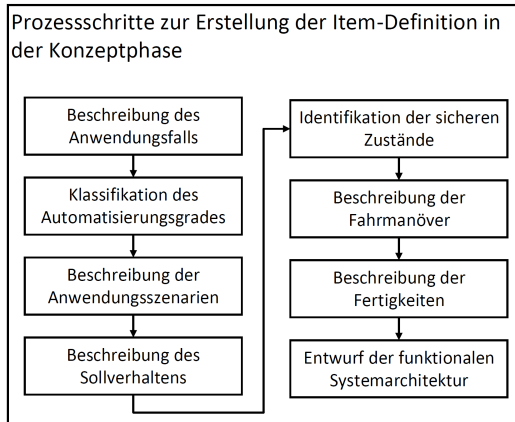 Prozessschritte zur Erstellung der Item-Definition in
der Konzeptphase
Beschreibung des
Anwendungsfalls
Klassifikation des
Automatisierungsgrades
Beschreibung der
Anwendungsszenarien
Beschreibung des
Sollverhaltens
Identifikation der sicheren
Zustände
Beschreibung der
Fahrmanöver
Beschreibung der
Fertigkeiten
Entwurf der funktionalen
Systemarchitektur